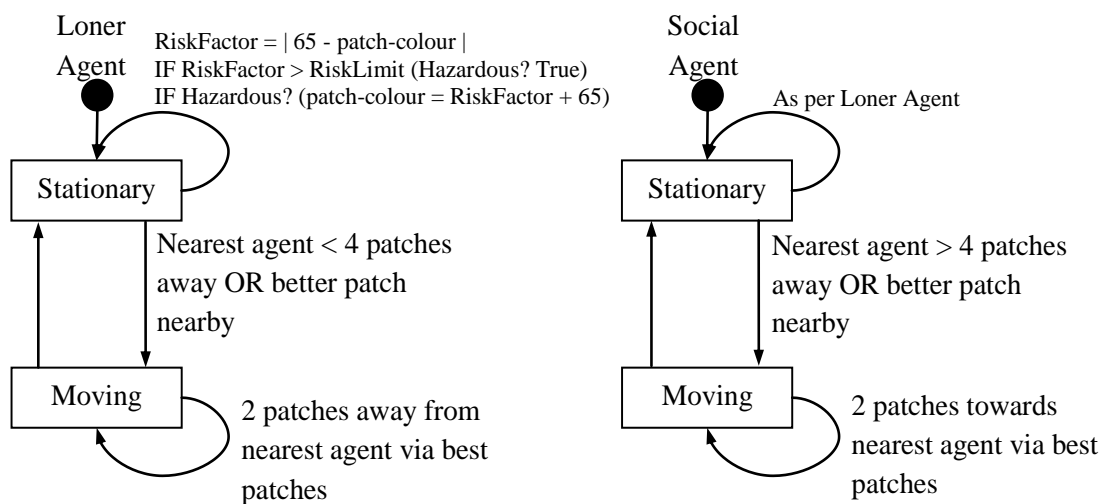 Loner
Agent
RiskFactor = | 65 - patch-colour |
IF RiskFactor > RiskLimit (Hazardous? True)
IF Hazardous? (patch-colour = RiskFactor + 65)
Stationary
Nearest agent < 4 patches
away OR better patch
nearby
Moving
2 patches away from
nearest agent via best
patches
Social
Agent
As per Loner Agent
Stationary
Nearest agent > 4 patches
away OR better patch
nearby
Moving
2 patches towards
nearest agent via best
patches